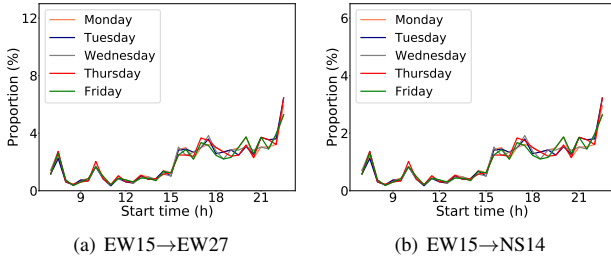 Proportion (%)
12
8
4
0
Monday
Tuesday
Wednesday
Thursday
Friday
9 12 15 18 21
Start time (h)
(a) EW15→EW27
Proportion (%)
6
4
2
0
Monday
Tuesday
Wednesday
Thursday
Friday
9 12 15 18 21
Start time (h)
(b) EW15→NS14